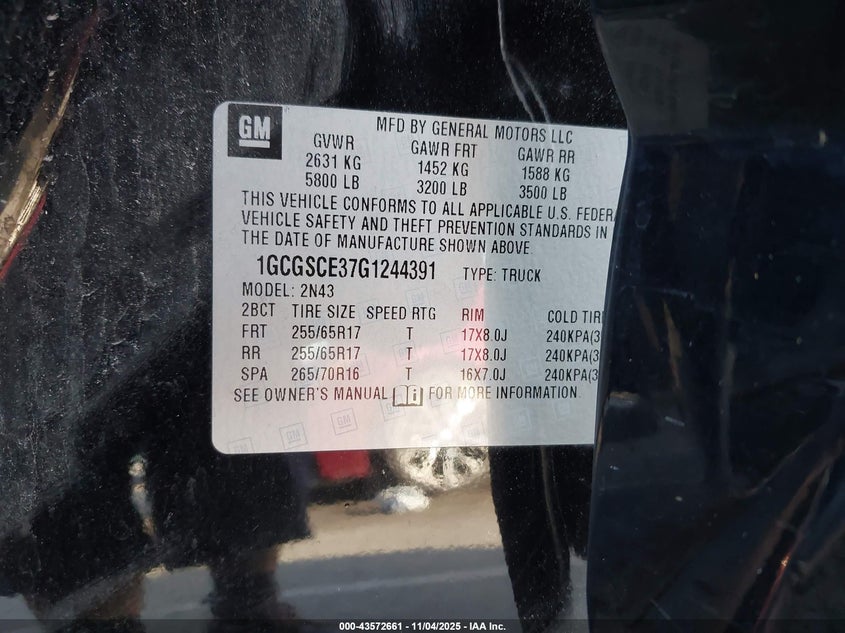 GM
MFD BY GENERAL MOTORS LLC
GVWR GAWR FRT GAWR RR
2631 KG 1452 KG 1588 KG
5800 LB 3200 LB 3500 LB
THIS VEHICLE CONFORMS TO ALL APPLICABLE U.S. FEDER
VEHICLE SAFETY AND THEFT PREVENTION STANDARDS IN
THE DATE OF MANUFACTURE SHOWN ABOVE.
1GCGSCE37G1244391 TYPE: TRUCK
MODEL: 2N43
2BCT TIRE SIZE SPEED RTG RIM COLD TIR
FRT 255/65R17 T 17X8.0J 240KPA(3
RR 255/65R17 T 17X8.0J 240KPA(3
SPA 265/70R16 T 16X7.0J 240KPA(3
SEE OWNER'S MANUAL FOR MORE INFORMATION.
000-43572661 - 11/04/2025 - IAA Inc.